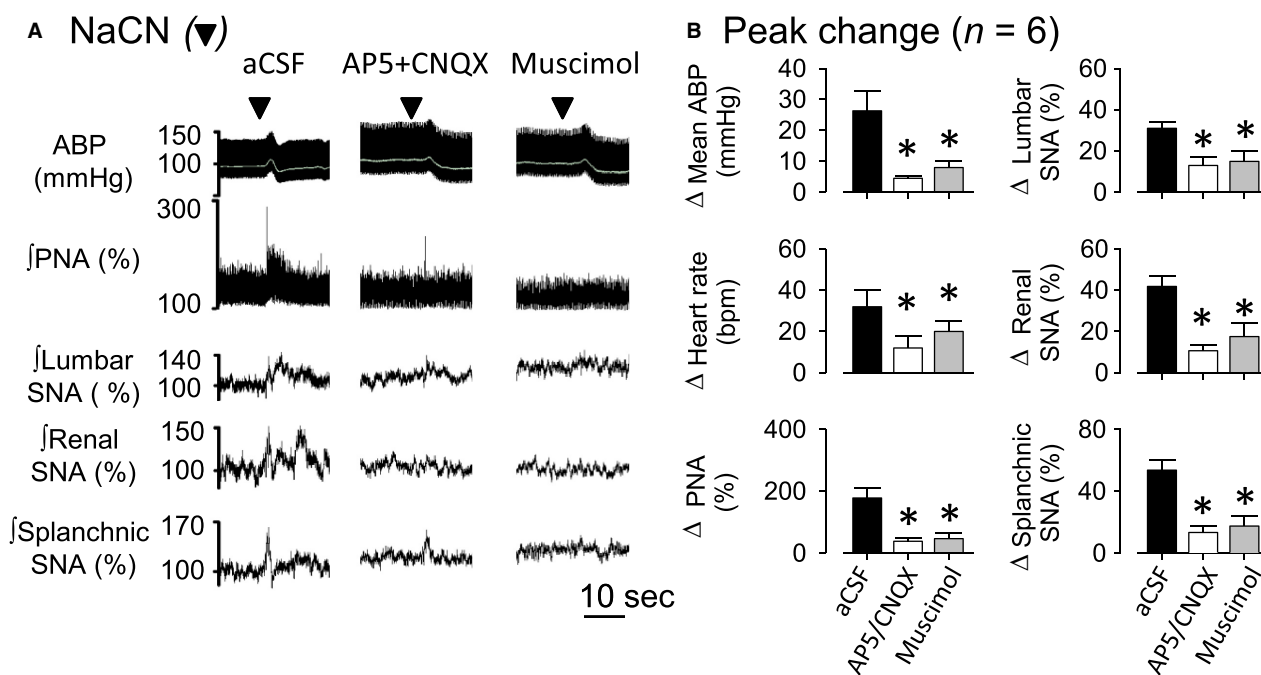 A NaCN (▼)
aCSF AP5+CNQX Muscimol
ABP
(mmHg)
150
100
∫PNA (%)
300
100
∫Lumbar
SNA ( %)
140
100
∫Renal
SNA (%)
150
100
∫Splanchnic
SNA (%)
170
100
10 sec
B Peak change (n = 6)
Δ Mean ABP
(mmHg)
40
30
20
10
0
* *
Δ Lumbar
SNA (%)
60
40
20
0
* *
Δ Heart rate
(bpm)
60
40
20
0
* *
Δ Renal
SNA (%)
60
40
20
0
* *
Δ PNA
(%)
400
200
0
* *
aCSF
AP5/CNQX
Muscimol
Δ Splanchnic
SNA (%)
80
40
0
* *
aCSF
AP5/CNQX
Muscimol